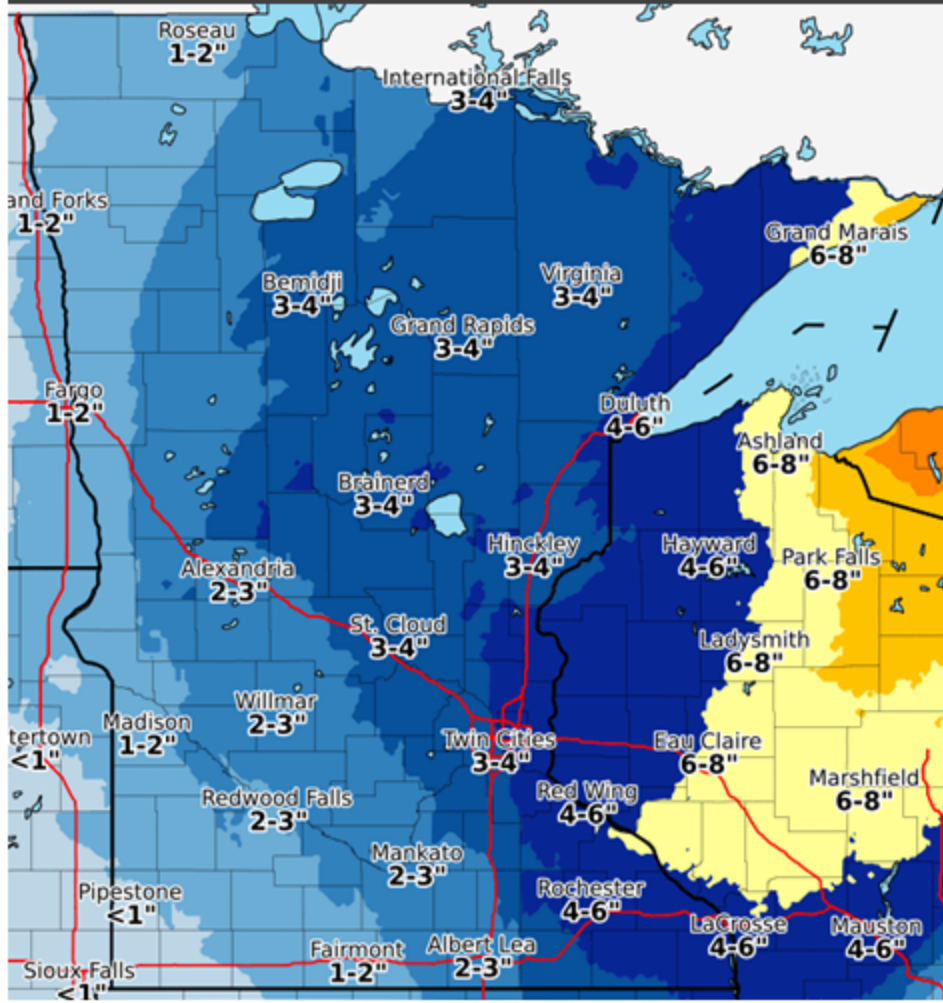 Roseau
1-2"
International Falls
3-4"
and Forks
1-2"
Grand Marais
6-8"
Bemidji
3-4"
Virginia
3-4"
Grand Rapids
3-4"
Fargo
1-2"
Duluth
4-6"
Ashland
6-8"
Brainerd
3-4"
Hinckley
3-4"
Hayward
4-6"
Park Falls
6-8"
Alexandria
2-3"
St. Cloud
3-4"
Ladysmith
6-8"
Willmar
2-3"
Madison
1-2"
tertown
<1"
Twin Cities
3-4"
Eau Claire
6-8"
Marshfield
6-8"
Red Wing
4-6"
Redwood Falls
2-3"
Mankato
2-3"
Pipestone
<1"
Rochester
4-6"
LaCrosse
4-6"
Mauston
4-6"
Fairmont
1-2"
Albert Lea
2-3"
Sioux Falls
<1"